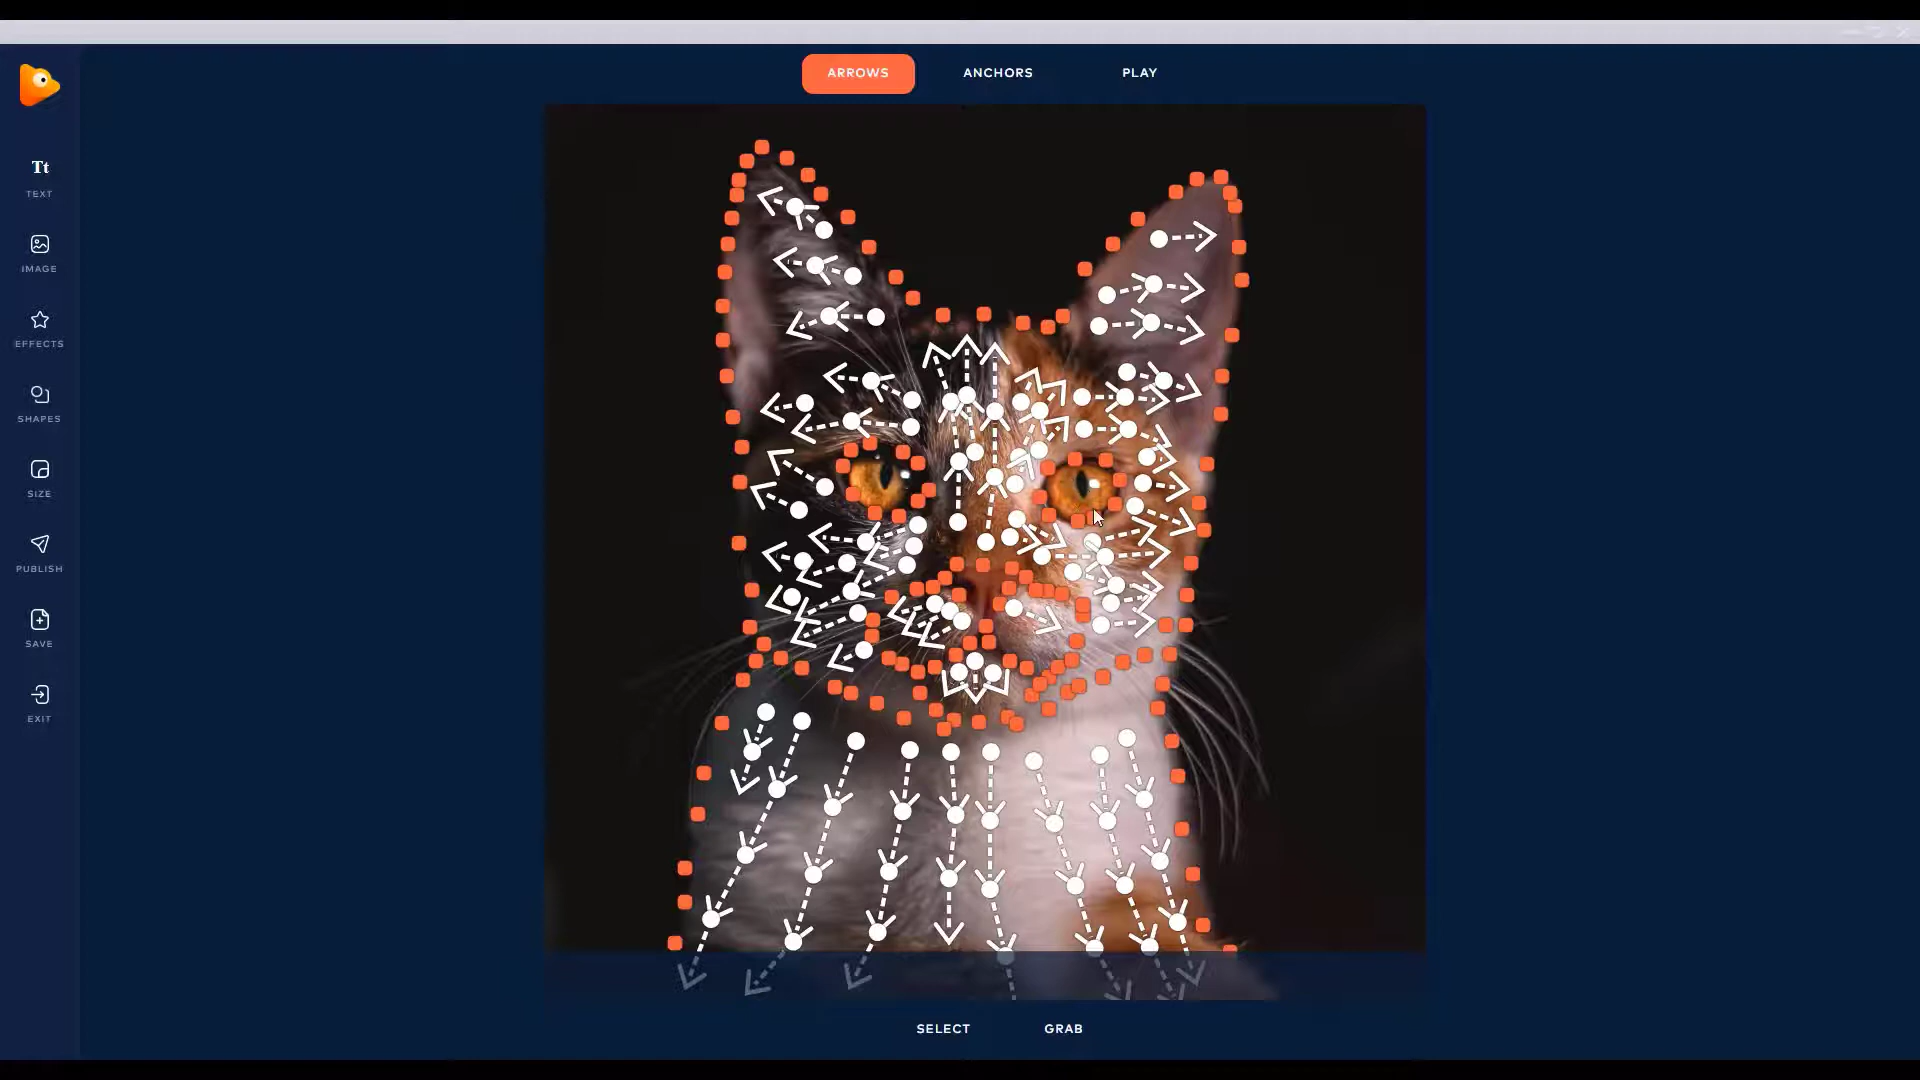 ARROWS ANCHORS PLAY
Tt
TEXT
IMAGE
EFFECTS
SHAPES
SIZE
PUBLISH
SAVE
EXIT
SELECT GRAB